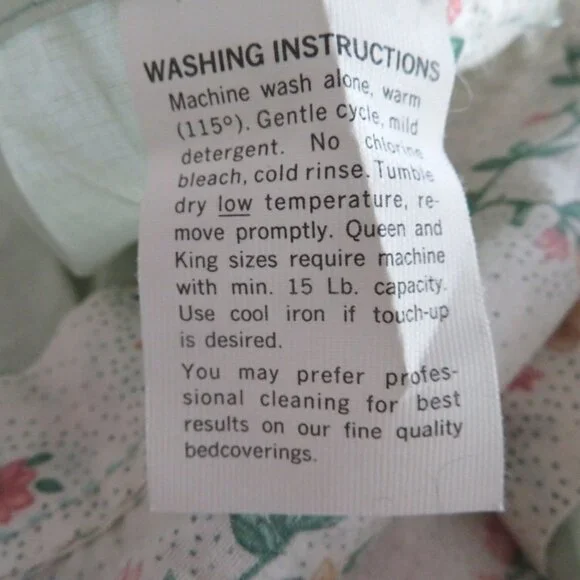 WASHING INSTRUCTIONS
Machine wash alone, warm
(115º). Gentle cycle, mild
detergent. No chlorine
bleach, cold rinse. Tumble
dry low temperature, re-
move promptly. Queen and
King sizes require machine
with min. 15 Lb. capacity.
Use cool iron if touch-up
is desired.
You may prefer profes-
sional cleaning for best
results on our fine quality
bedcoverings.